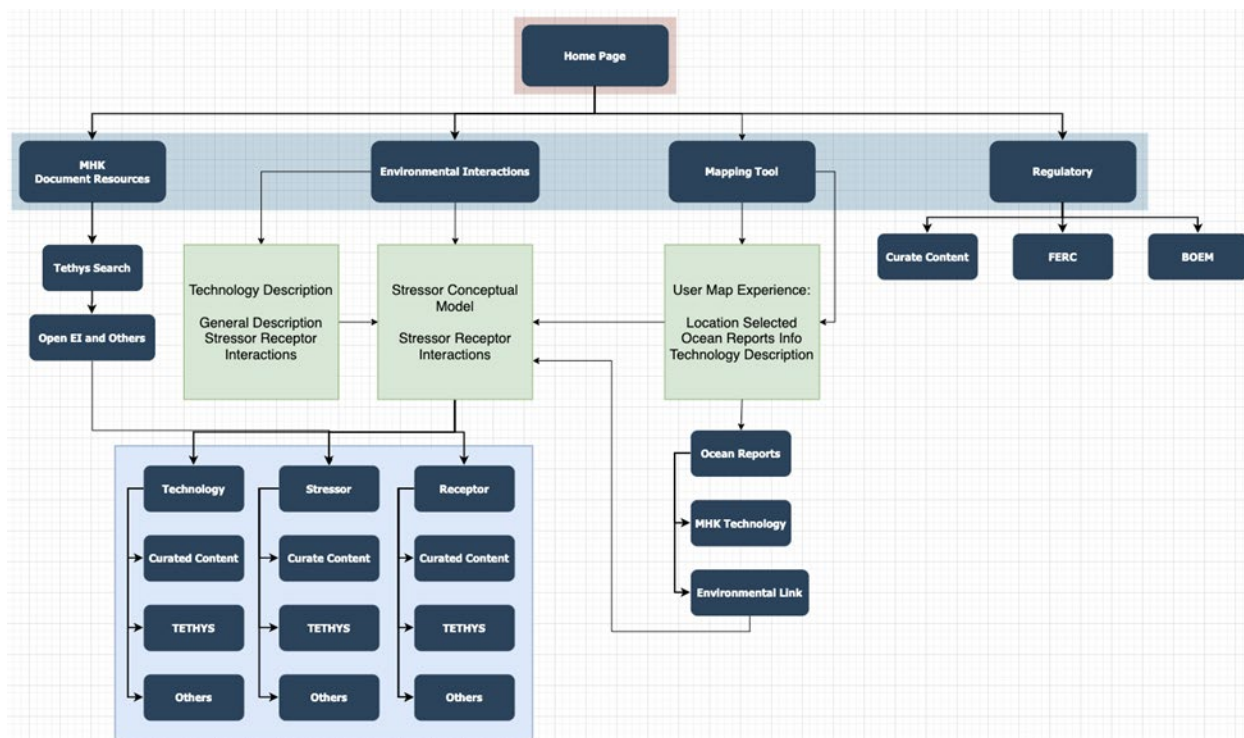 Home Page
MHK
Document Resources
Environmental Interactions
Mapping Tool
Regulatory
Tethys Search
Open EI and Others
Technology Description
General Description
Stressor Receptor
Interactions
Stressor Conceptual
Model
Stressor Receptor
Interactions
User Map Experience:
Location Selected
Ocean Reports Info
Technology Description
Curate Content
FERC
BOEM
Ocean Reports
MHK Technology
Environmental Link
Technology
Curated Content
TETHYS
Others
Stressor
Curate Content
TETHYS
Others
Receptor
Curated Content
TETHYS
Others